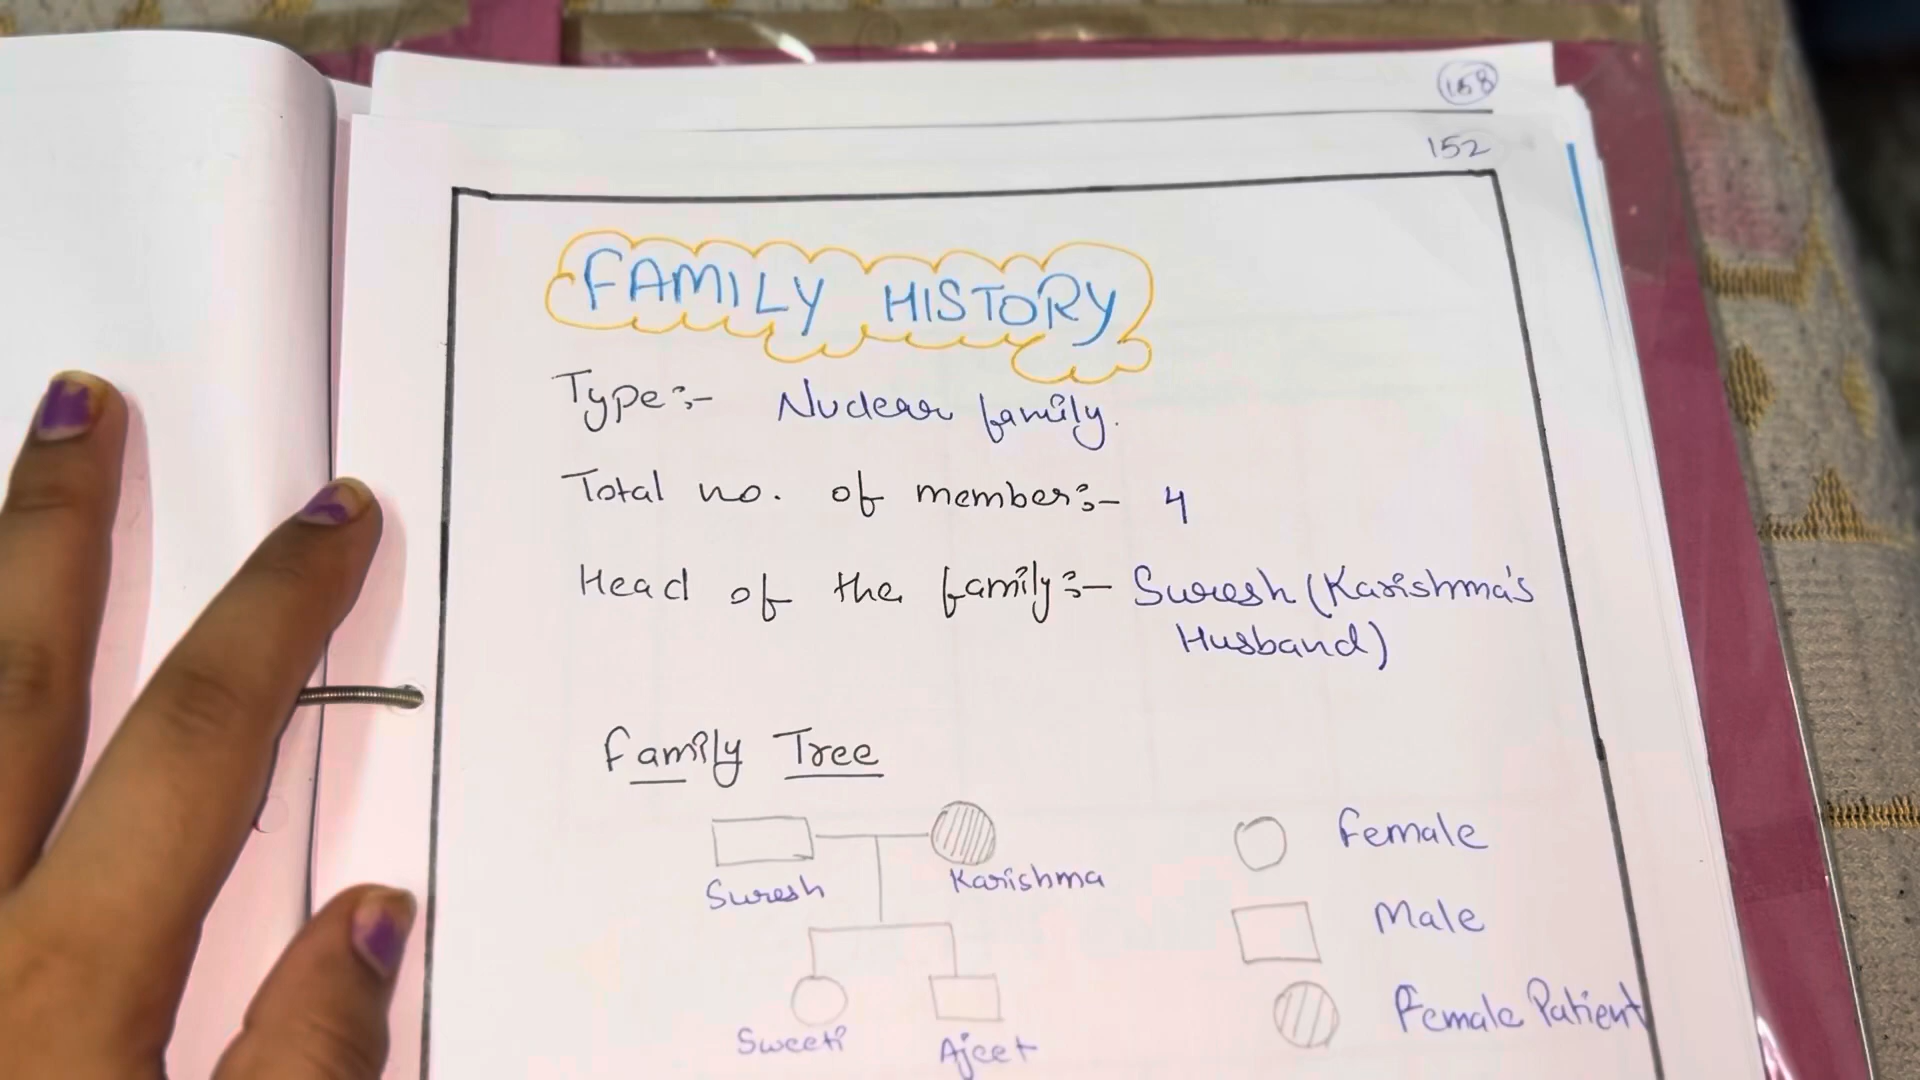 158
152
FAMILY HISTORY
Type:- Nuclear family.
Total no. of member:- 4
Head of the family:- Suresh (Karishma's
Husband)
Family Tree
Suresh
Karishma
Sweeti
Ajeet
Female
Male
Female Patient